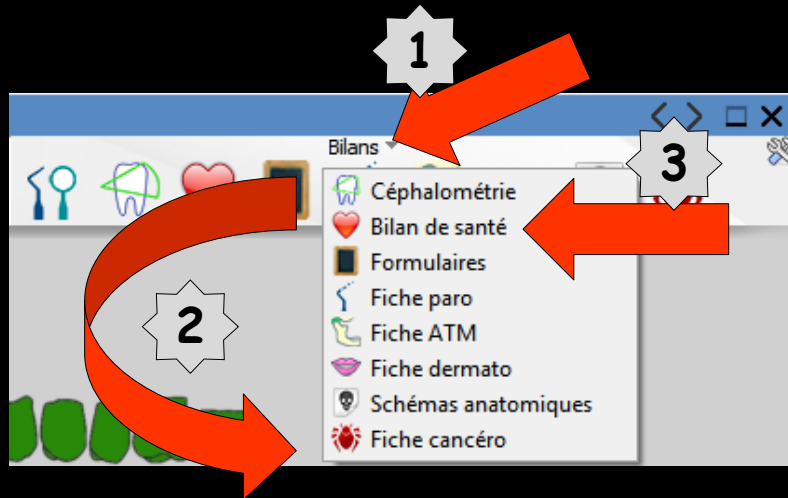 1
Bilans
3
Céphalométrie
Bilan de santé
Formulaires
Fiche paro
2
Fiche ATM
Fiche dermato
Schémas anatomiques
Fiche cancéro